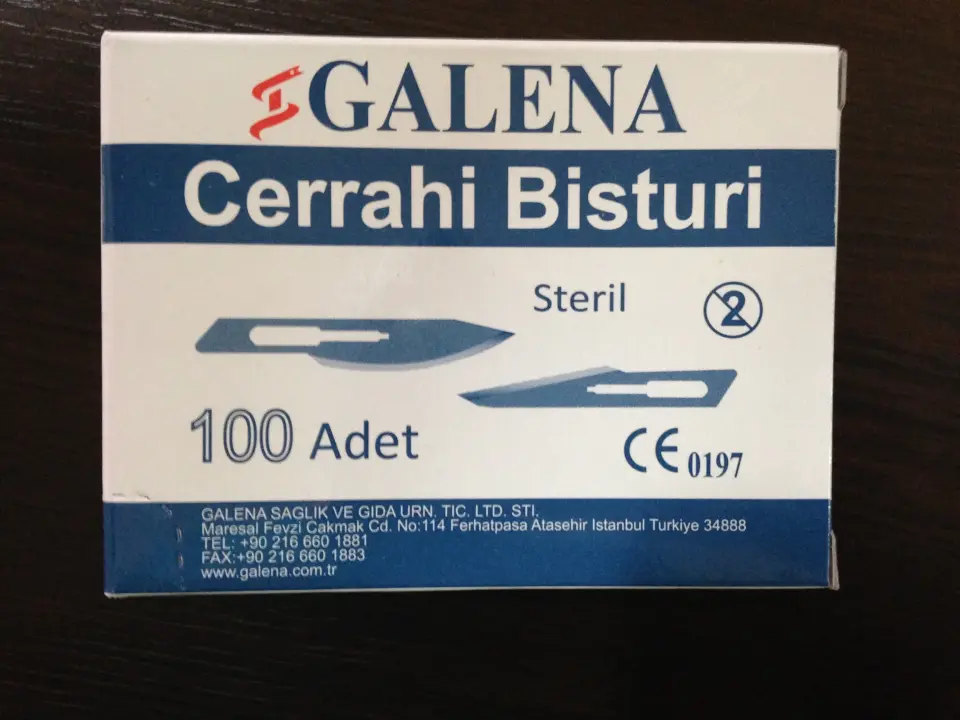 GALENA
Cerrahi Bisturi
Steril
2
100 Adet
CE 0197
GALENA SAGLIK VE GIDA URN. TIC. LTD. STI.
Maresal Fevzi Cakmak Cd. No:114 Ferhatpasa Atasehir Istanbul Turkiye 34888
TEL: +90 216 660 1881
FAX:+90 216 660 1883
www.galena.com.tr